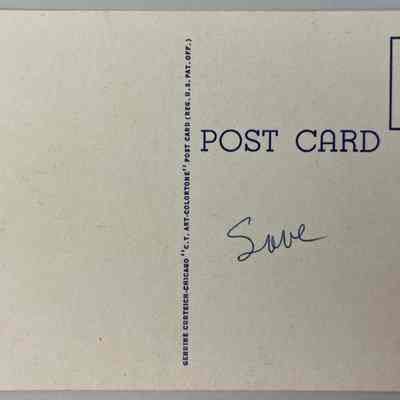 GENUINE CURTEICH-CHICAGO "C.T. ART-COLORTONE" POST CARD (REG. U.S. PAT. OFF.)
POST CARD
Save